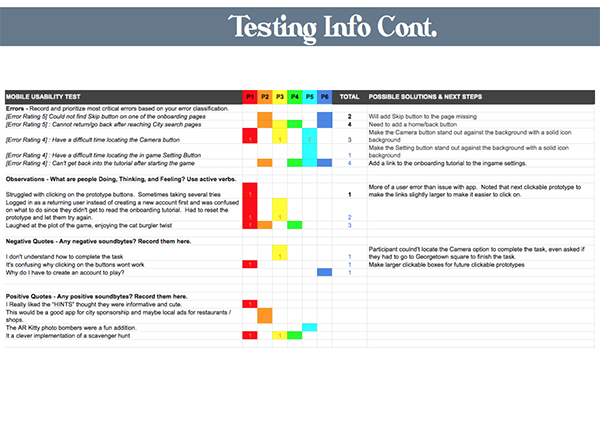 Testing Info Cont.
MOBILE USABILITY TEST P1 P2 P3 P4 P5 P6 TOTAL POSSIBLE SOLUTIONS & NEXT STEPS
Errors - Record and prioritize most critical errors based on your error classification.
[Error Rating 5] Could not find Skip button on one of the onboarding pages 2 Will add Skip button to the page missing
[Error Rating 5] : Cannot return/go back after reaching City search pages 4 Need to add a home/back button
Make the Camera button stand out against the background with a solid icon
[Error Rating 4] : Have a difficult time locating the Camera button 1 1 3 background
Make the Setting button stand out against the background with a solid icon
[Error Rating 4] : Have a difficult time locating the in game Setting Button 1 background
[Error Rating 4] : Can't get back into the tutorial after starting the game 4 Add a link to the onboarding tutorial to the ingame settings.
Observations - What are people Doing, Thinking, and Feeling? Use active verbs.
More of a user error than issue with app. Noted that next clickable prototype to
Struggled with clicking on the prototype buttons. Sometimes taking several tries 1 1 make the links slightly larger to make it easier to click on.
Logged in as a returning user instead of creating a new account first and was confused
on what to do since they didn't get to read the onboarding tutorial. Had to reset the
prototype and let them try again. 1 1 2
Laughed at the plot of the game, enjoying the cat burglar twist 3
Negative Quotes - Any negative soundbytes? Record them here.
Participant couldn't locate the Camera option to complete the task, even asked if
I don't understand how to complete the task 1 1 they had to go to Georgetown square to finish the task.
It's confusing why clicking on the buttons wont work 1 1 Make larger clickable boxes for future clickable prototypes
Why do I have to create an account to play? 1
Positive Quotes - Any positive soundbytes? Record them here.
I Really liked the "HINTS" thought they were informative and cute. 1
This would be a good app for city sponsorship and maybe local ads for restaurants /
shops.
The AR Kitty photo bombers were a fun addition.
It a clever implementation of a scavenger hunt 1 1